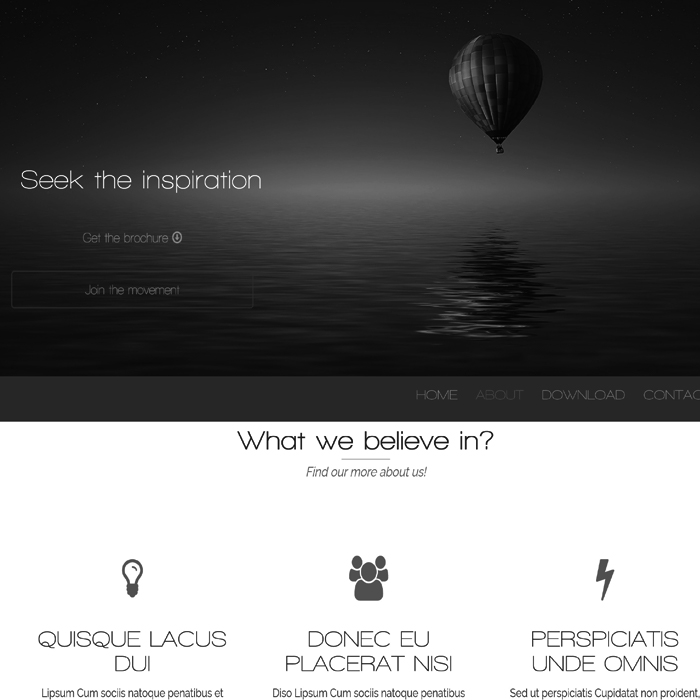 Seek the inspiration
Get the brochure
Join the movement
HOME ABOUT DOWNLOAD CONTAC
What we believe in?
Find our more about us!
QUISQUE LACUS
DUI
Lipsum Cum sociis natoque penatibus et
DONEC EU
PLACERAT NISI
Diso Lipsum Cum sociis natoque penatibus
PERSPICIATIS
UNDE OMNIS
Sed ut perspiciatis Cupidatat non proident,